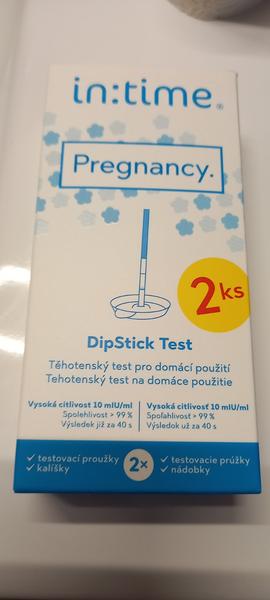 in:time®
Pregnancy.
2ks
DipStick Test
Těhotenský test pro domácí použití
Tehotenský test na domáce použitie
Vysoká citlivost 10 mIU/ml
Spolehlivost > 99 %
Výsledek již za 40 s
Vysoká citlivosť 10 mIU/ml
Spoľahlivosť > 99 %
Výsledok už za 40 s
✓ testovací proužky
✓ kalíšky
2×
✓ testovacie prúžky
✓ nádobky